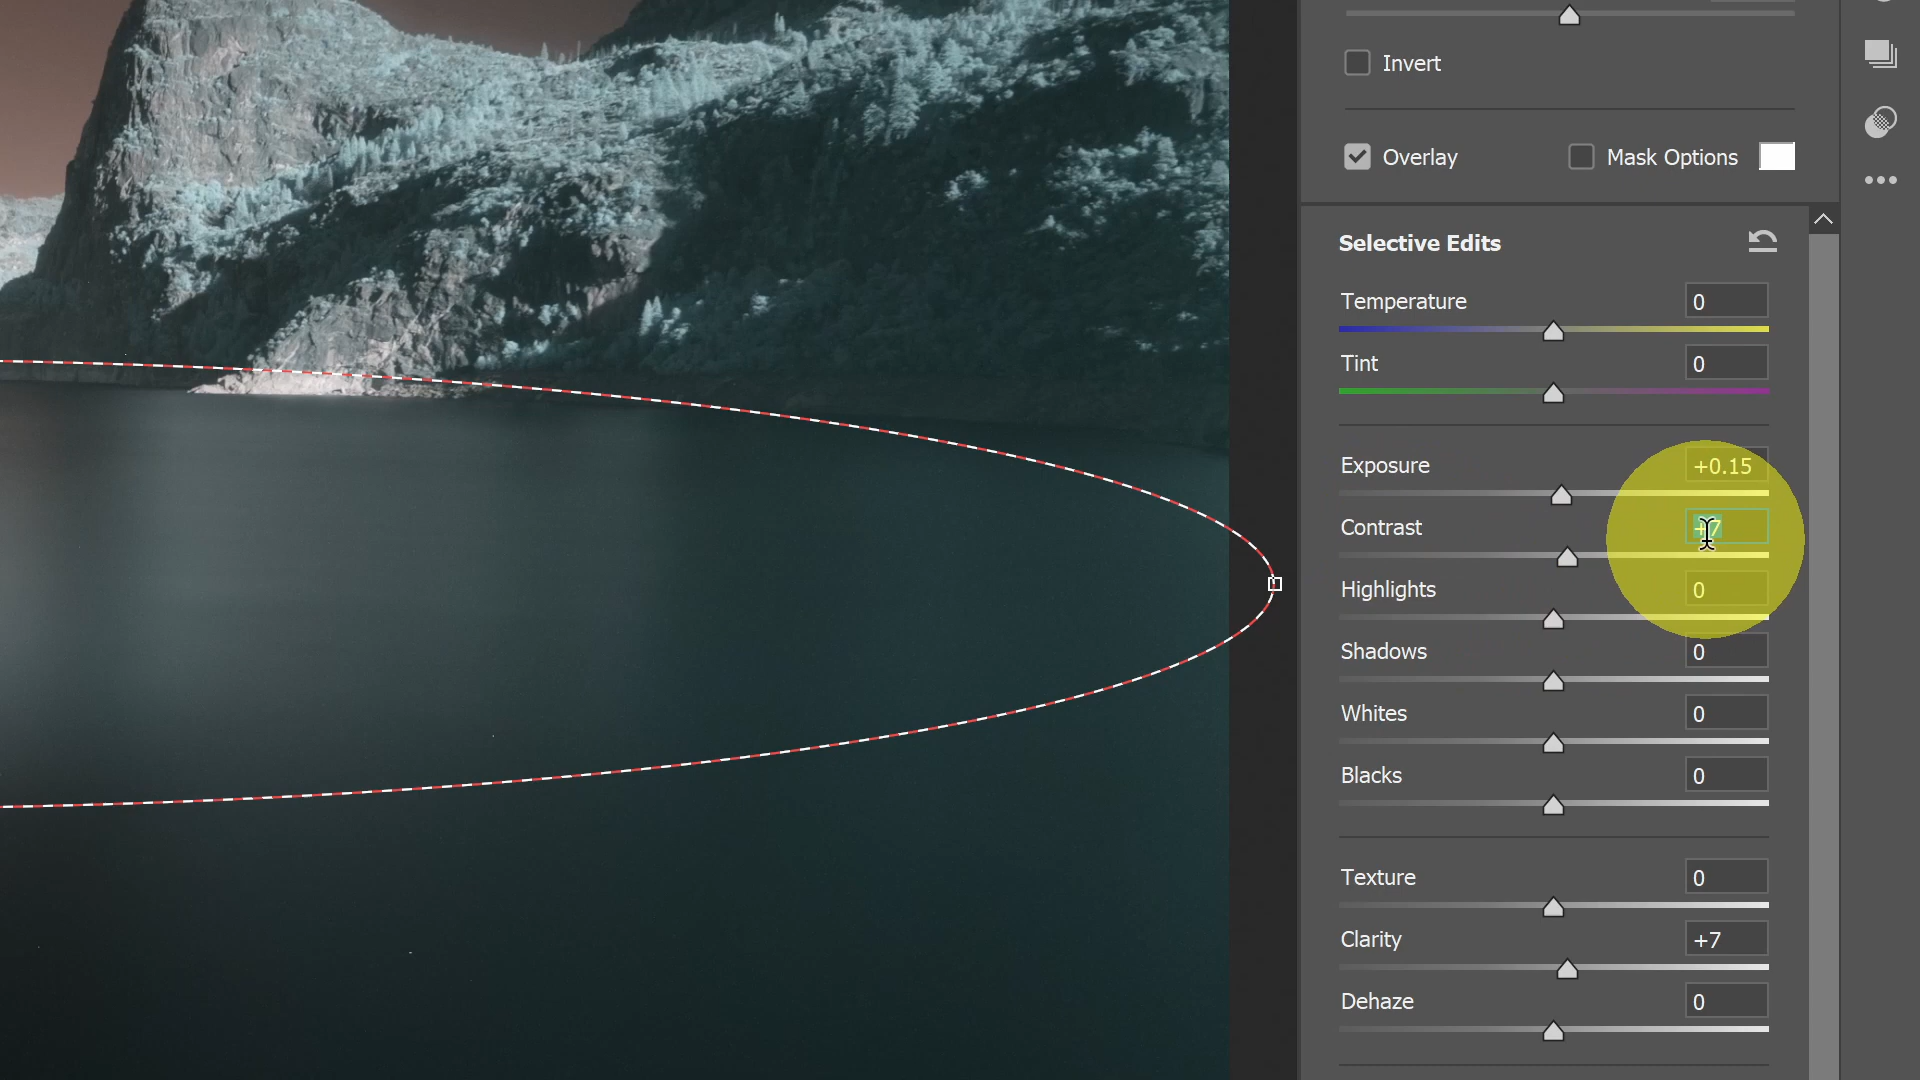 Invert
Overlay Mask Options
Selective Edits
Temperature 0
Tint 0
Exposure +0.15
Contrast +7
Highlights 0
Shadows 0
Whites 0
Blacks 0
Texture 0
Clarity +7
Dehaze 0